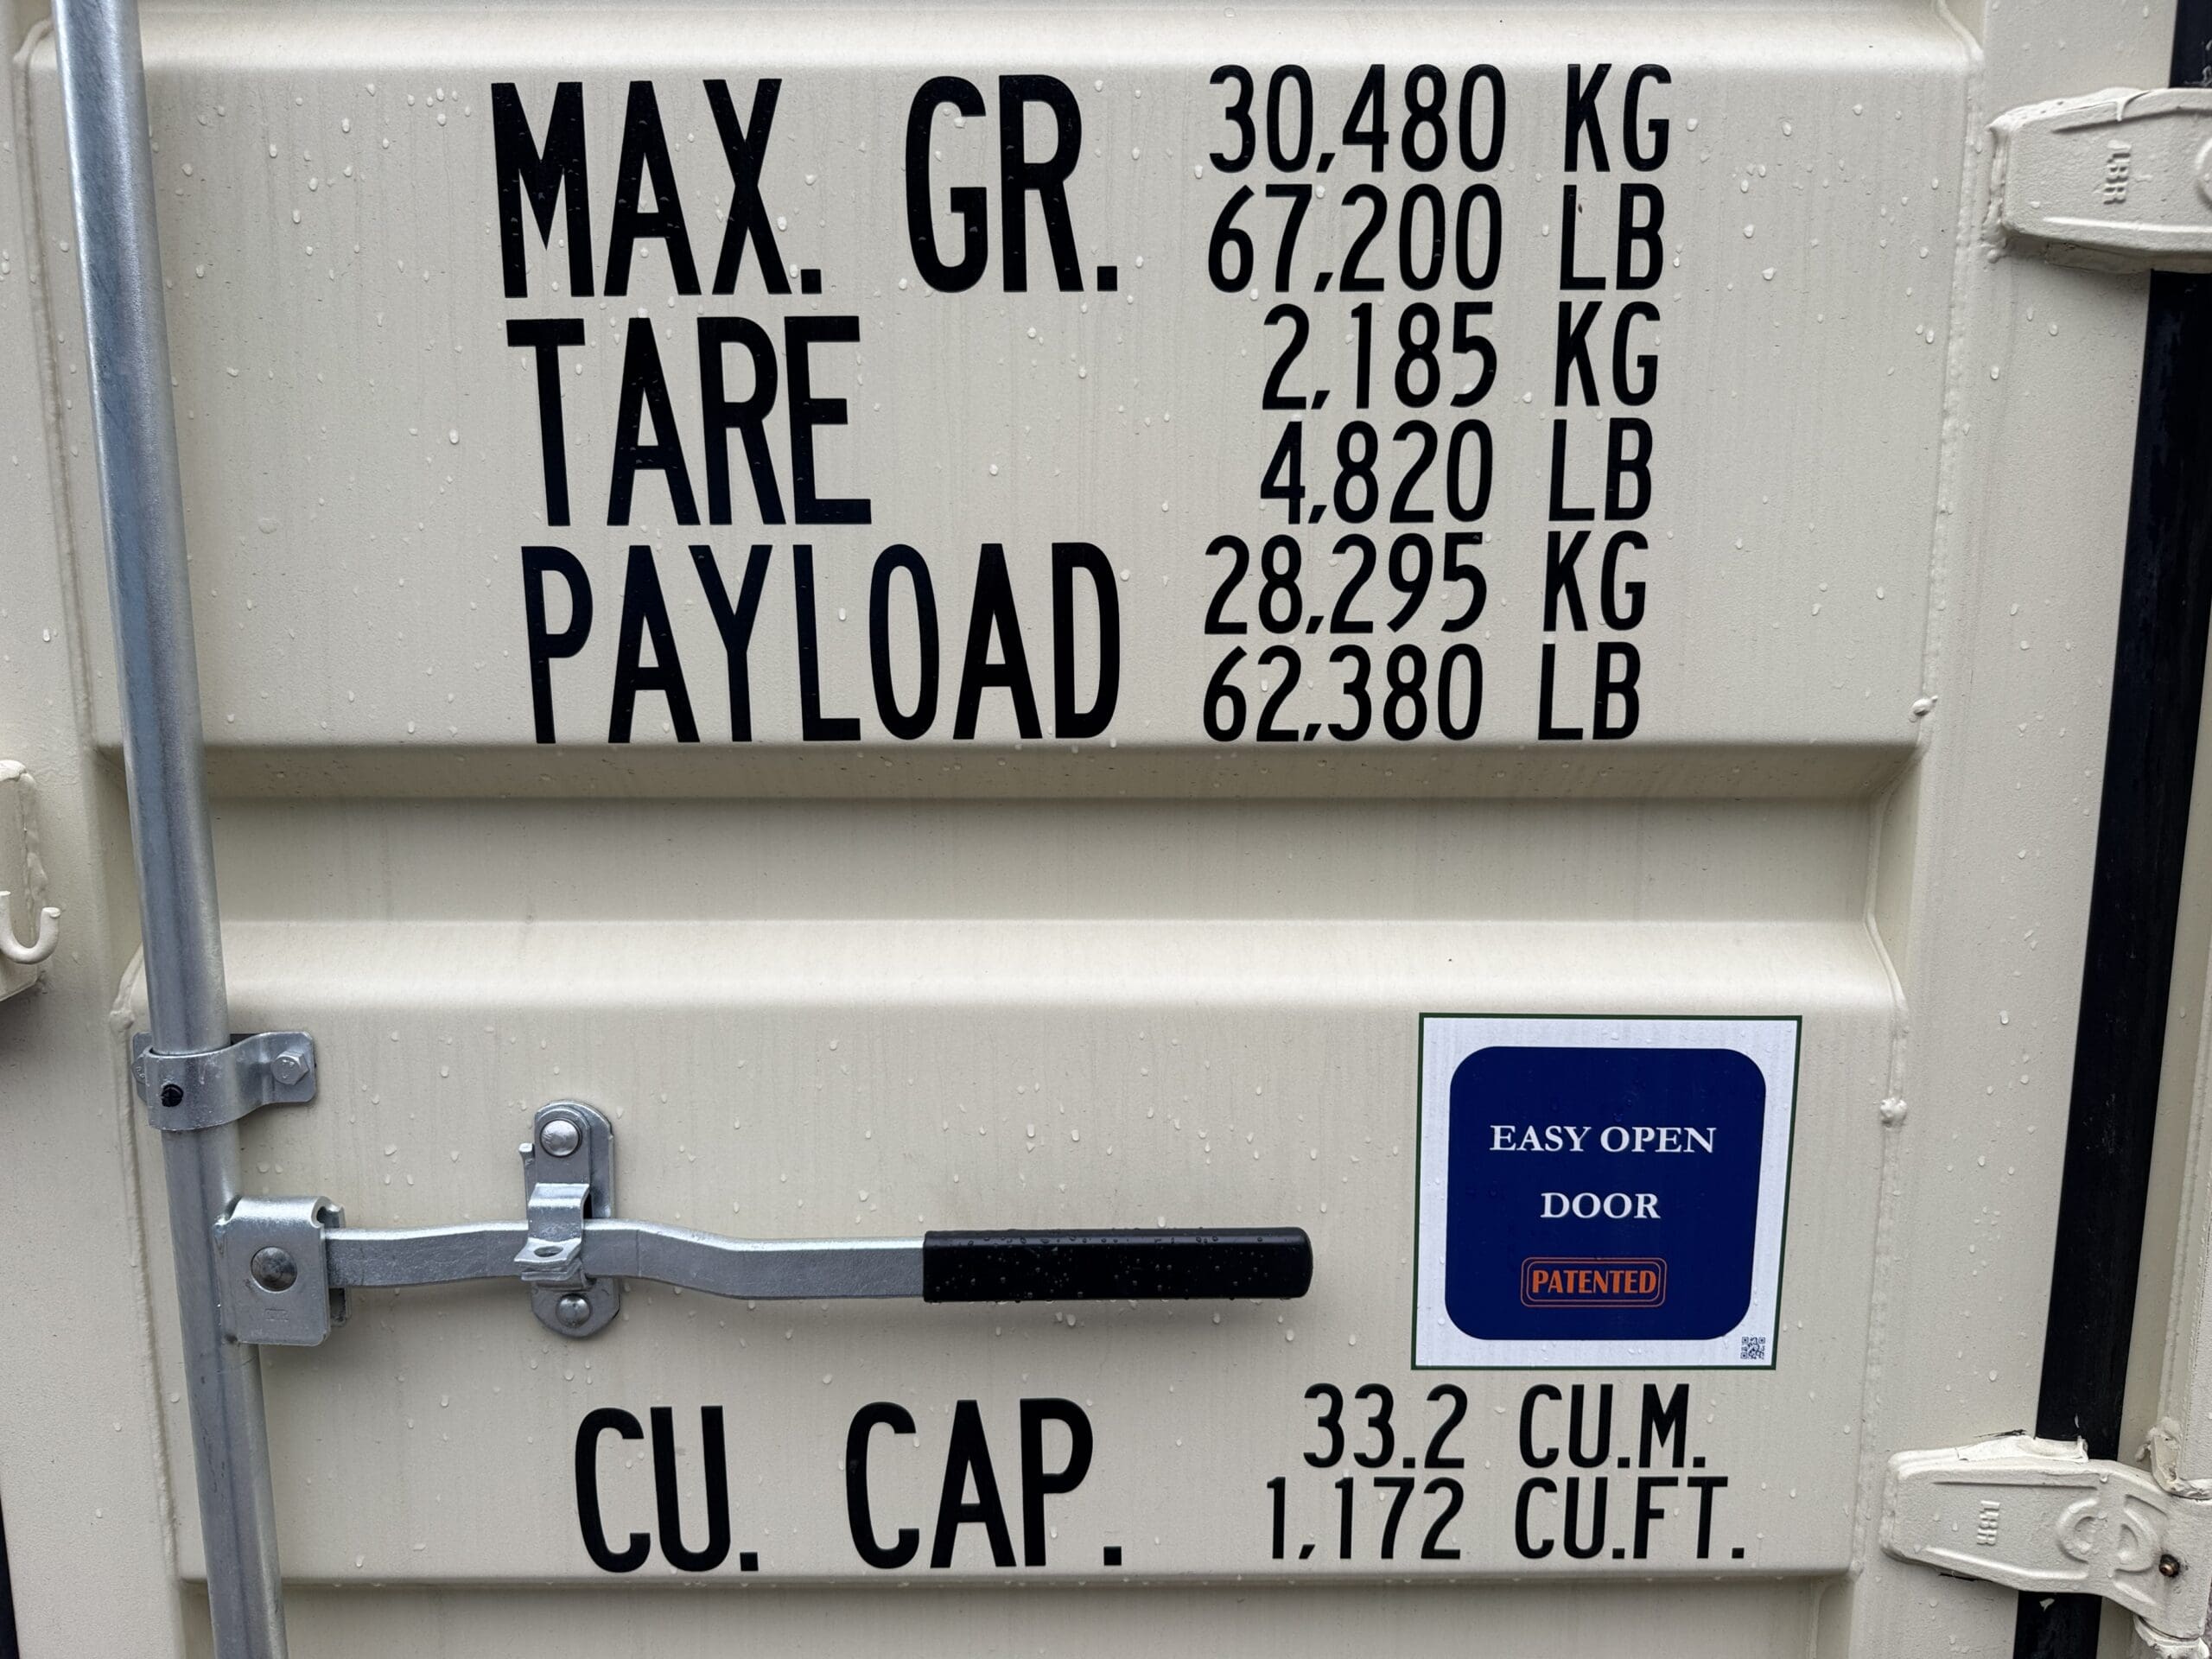 MAX. GR. 30,480 KG
67,200 LB
TARE 2,185 KG
4,820 LB
PAYLOAD 28,295 KG
62,380 LB
EASY OPEN
DOOR
PATENTED
CU. CAP. 33.2 CU.M.
1,172 CU.FT.